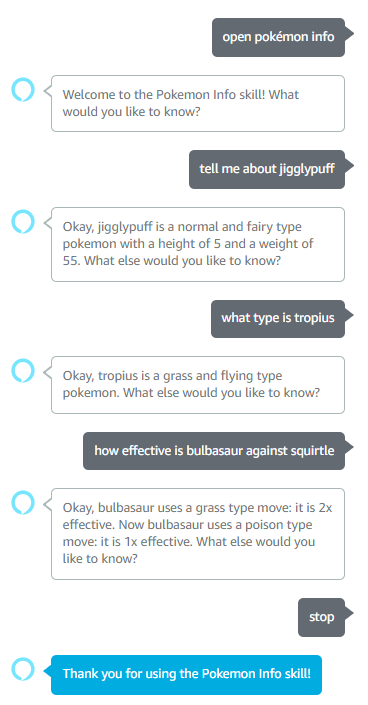 open pokémon info
Welcome to the Pokemon Info skill! What
would you like to know?
tell me about jigglypuff
Okay, jigglypuff is a normal and fairy type
pokemon with a height of 5 and a weight of
55. What else would you like to know?
what type is tropius
Okay, tropius is a grass and flying type
pokemon. What else would you like to know?
how effective is bulbasaur against squirtle
Okay, bulbasaur uses a grass type move: it is 2x
effective. Now bulbasaur uses a poison type
move: it is 1x effective. What else would you
like to know?
stop
Thank you for using the Pokemon Info skill!